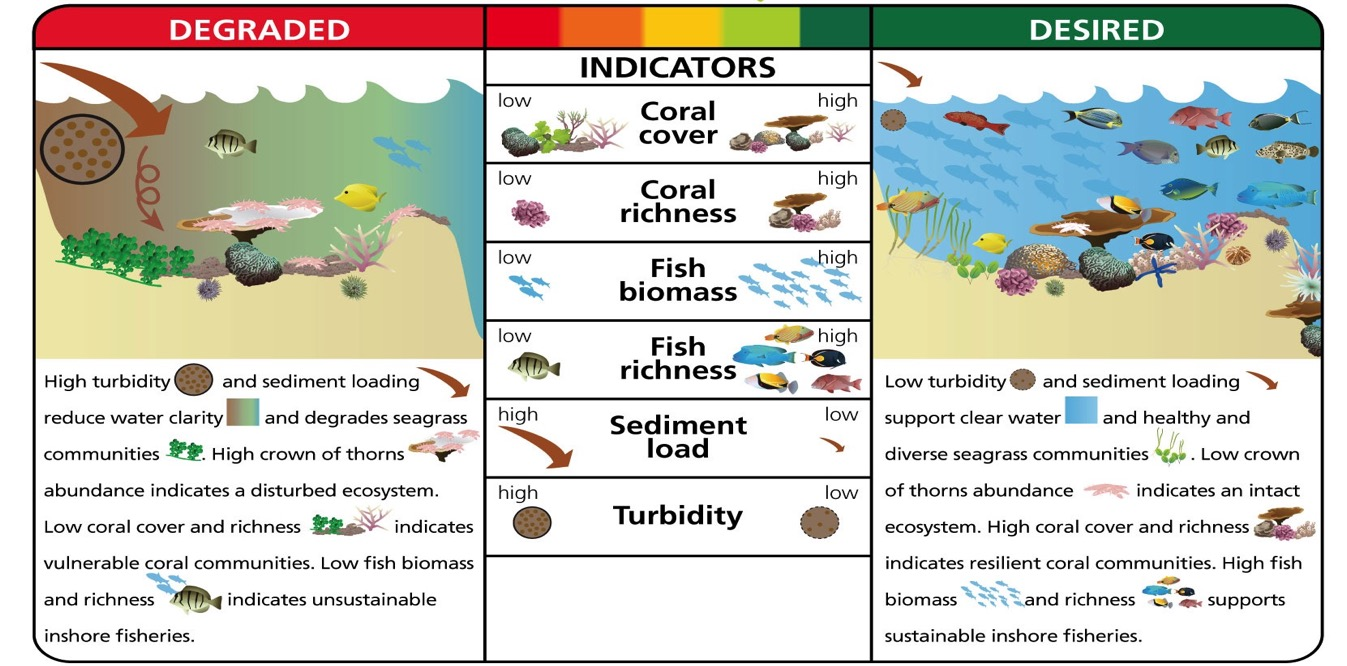 DEGRADED
High turbidity and sediment loading
reduce water clarity and degrades seagrass
communities . High crown of thorns
abundance indicates a disturbed ecosystem.
Low coral cover and richness indicates
vulnerable coral communities. Low fish biomass
and richness indicates unsustainable
inshore fisheries.
INDICATORS
low Coral high
cover
low Coral high
richness
low Fish high
biomass
low Fish high
richness
high Sediment low
load
high Turbidity low
DESIRED
Low turbidity and sediment loading
support clear water and healthy and
diverse seagrass communities . Low crown
of thorns abundance indicates an intact
ecosystem. High coral cover and richness
indicates resilient coral communities. High fish
biomass and richness supports
sustainable inshore fisheries.